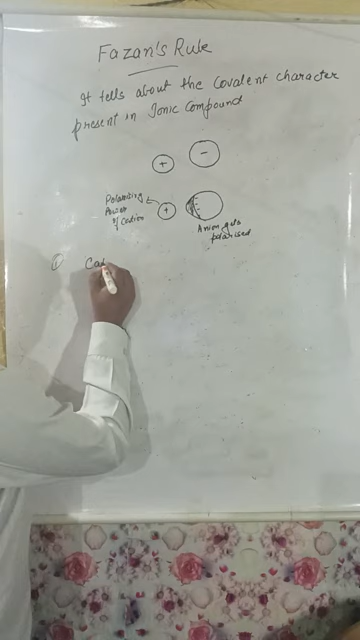 Fazan's Rule
It tells about the Covalent character
present in Ionic Compound
+ -
Polarizing
Power
of Cation
+
Anion gets
polarised
① Cat